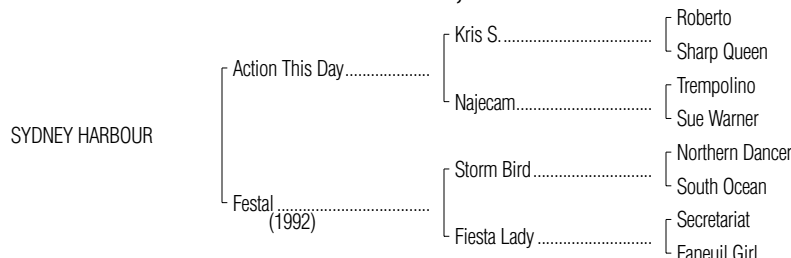 Roberto
Kris S.
Sharp Queen
Action This Day
Trempolino
Najecam
Sue Warner
SYDNEY HARBOUR
Northern Dancer
Storm Bird
South Ocean
Festal
(1992)
Secretariat
Fiesta Lady
Faneuil Girl